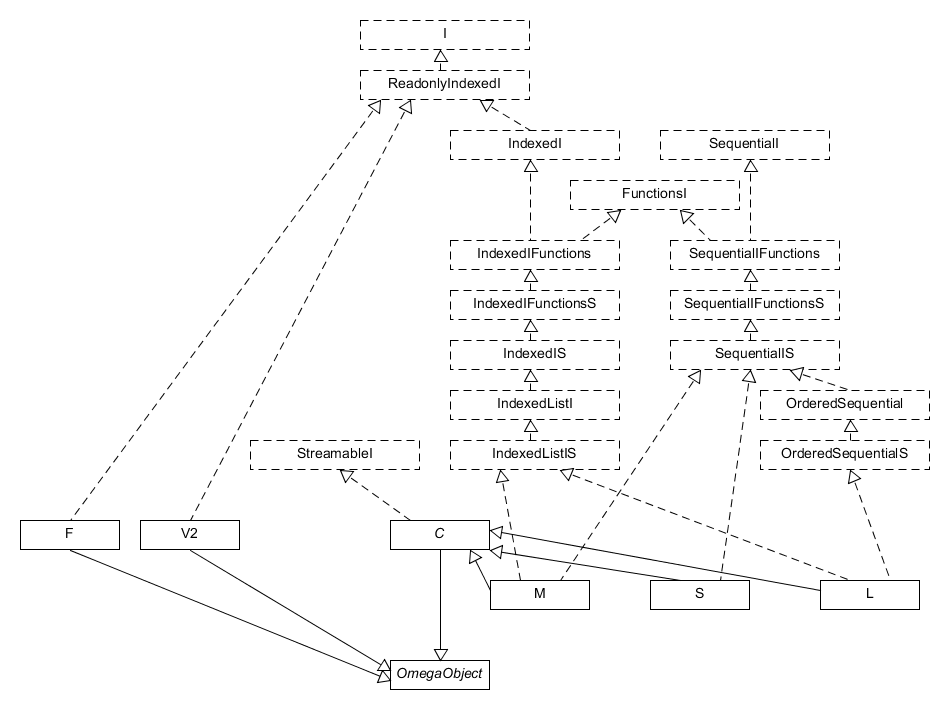 I
ReadonlyIndexedI
IndexedI
SequentialI
FunctionsI
IndexedIFunctions
SequentialIFunctions
IndexedIFunctionsS
SequentialIFunctionsS
IndexedIS
SequentialIS
IndexedListI
OrderedSequential
StreamableI
IndexedListIS
OrderedSequentialS
F
V2
C
M
S
L
OmegaObject